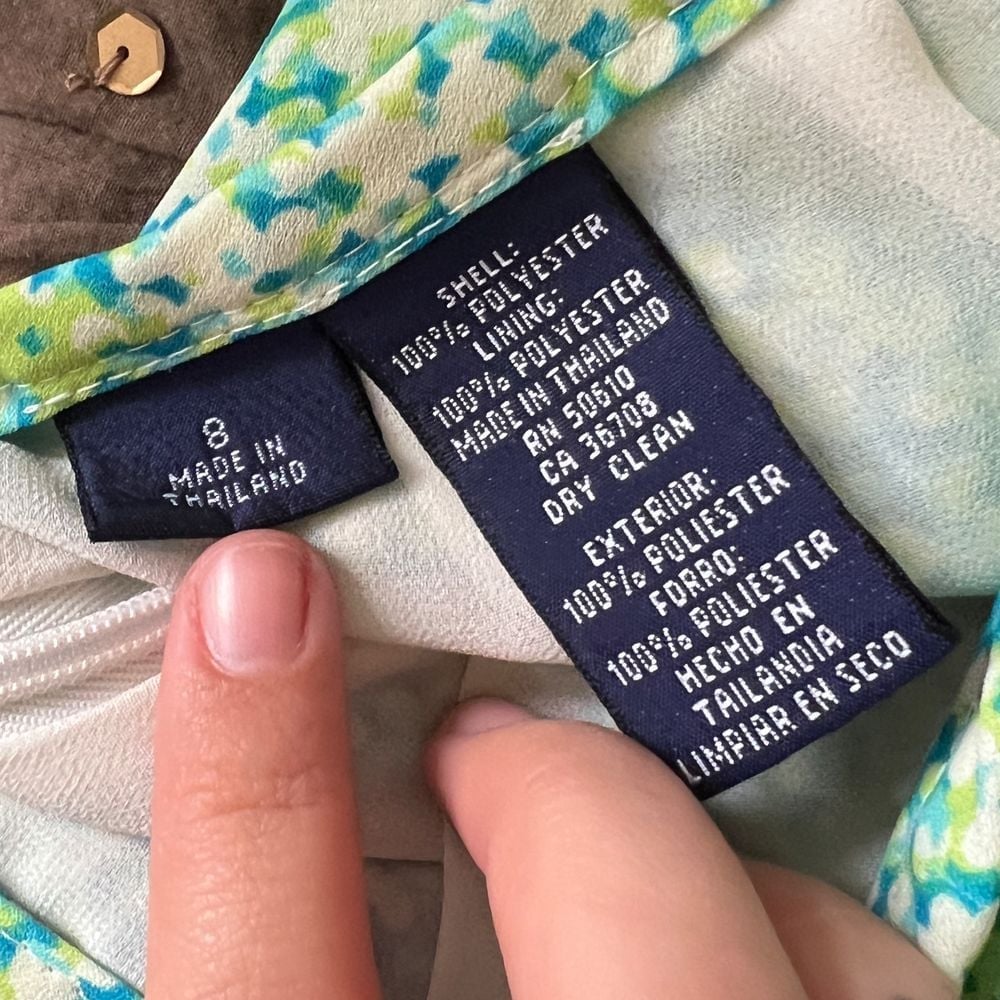 8
MADE IN
THAILAND
SHELL:
100% POLYESTER
LINING:
100% POLYESTER
MADE IN THAILAND
RN 50610
CA 36708
DRY CLEAN
EXTERIOR:
100% POLIESTER
FORRO:
100% POLIESTER
HECHO EN
TAILANDIA
LIMPIAR EN SECO